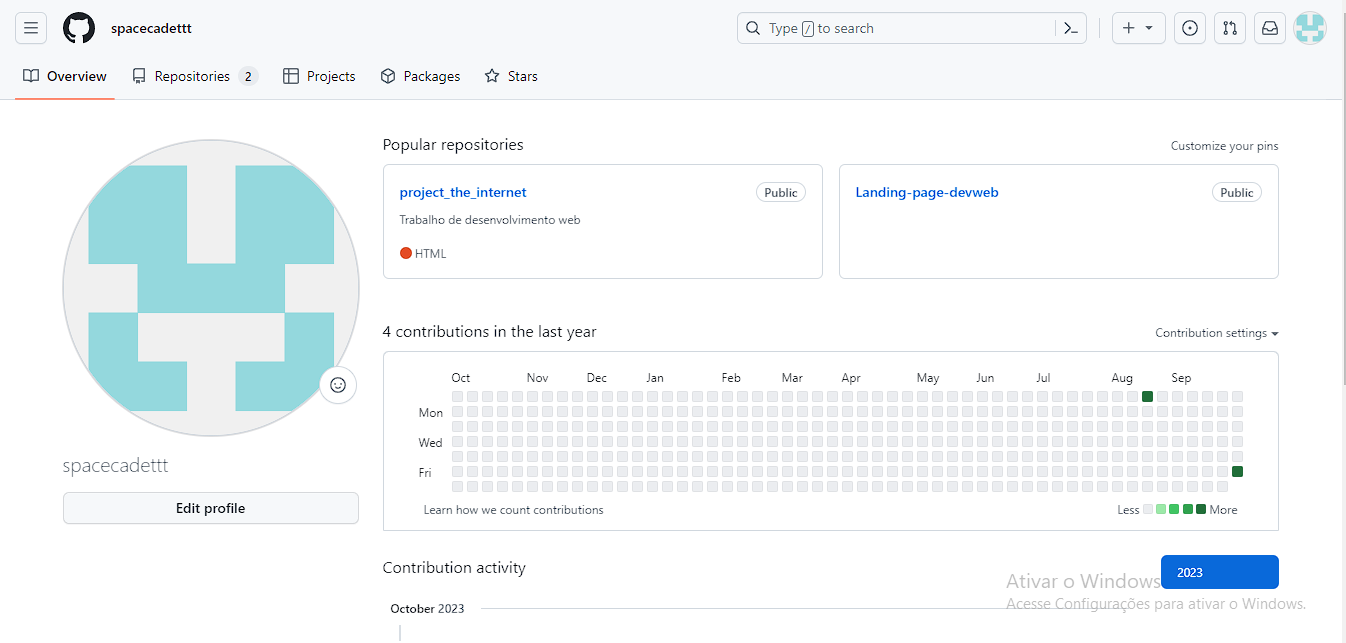 spacecadettt
Type / to search
Overview
Repositories 2
Projects
Packages
Stars
Popular repositories
Customize your pins
project_the_internet
Public
Trabalho de desenvolvimento web
HTML
Landing-page-devweb
Public
4 contributions in the last year
Contribution settings
Oct Nov Dec Jan Feb Mar Apr May Jun Jul Aug Sep
Mon
Wed
Fri
Learn how we count contributions
Less More
spacecadettt
Edit profile
Contribution activity
2023
October 2023
Ativar o Windows
Acesse Configurações para ativar o Windows.